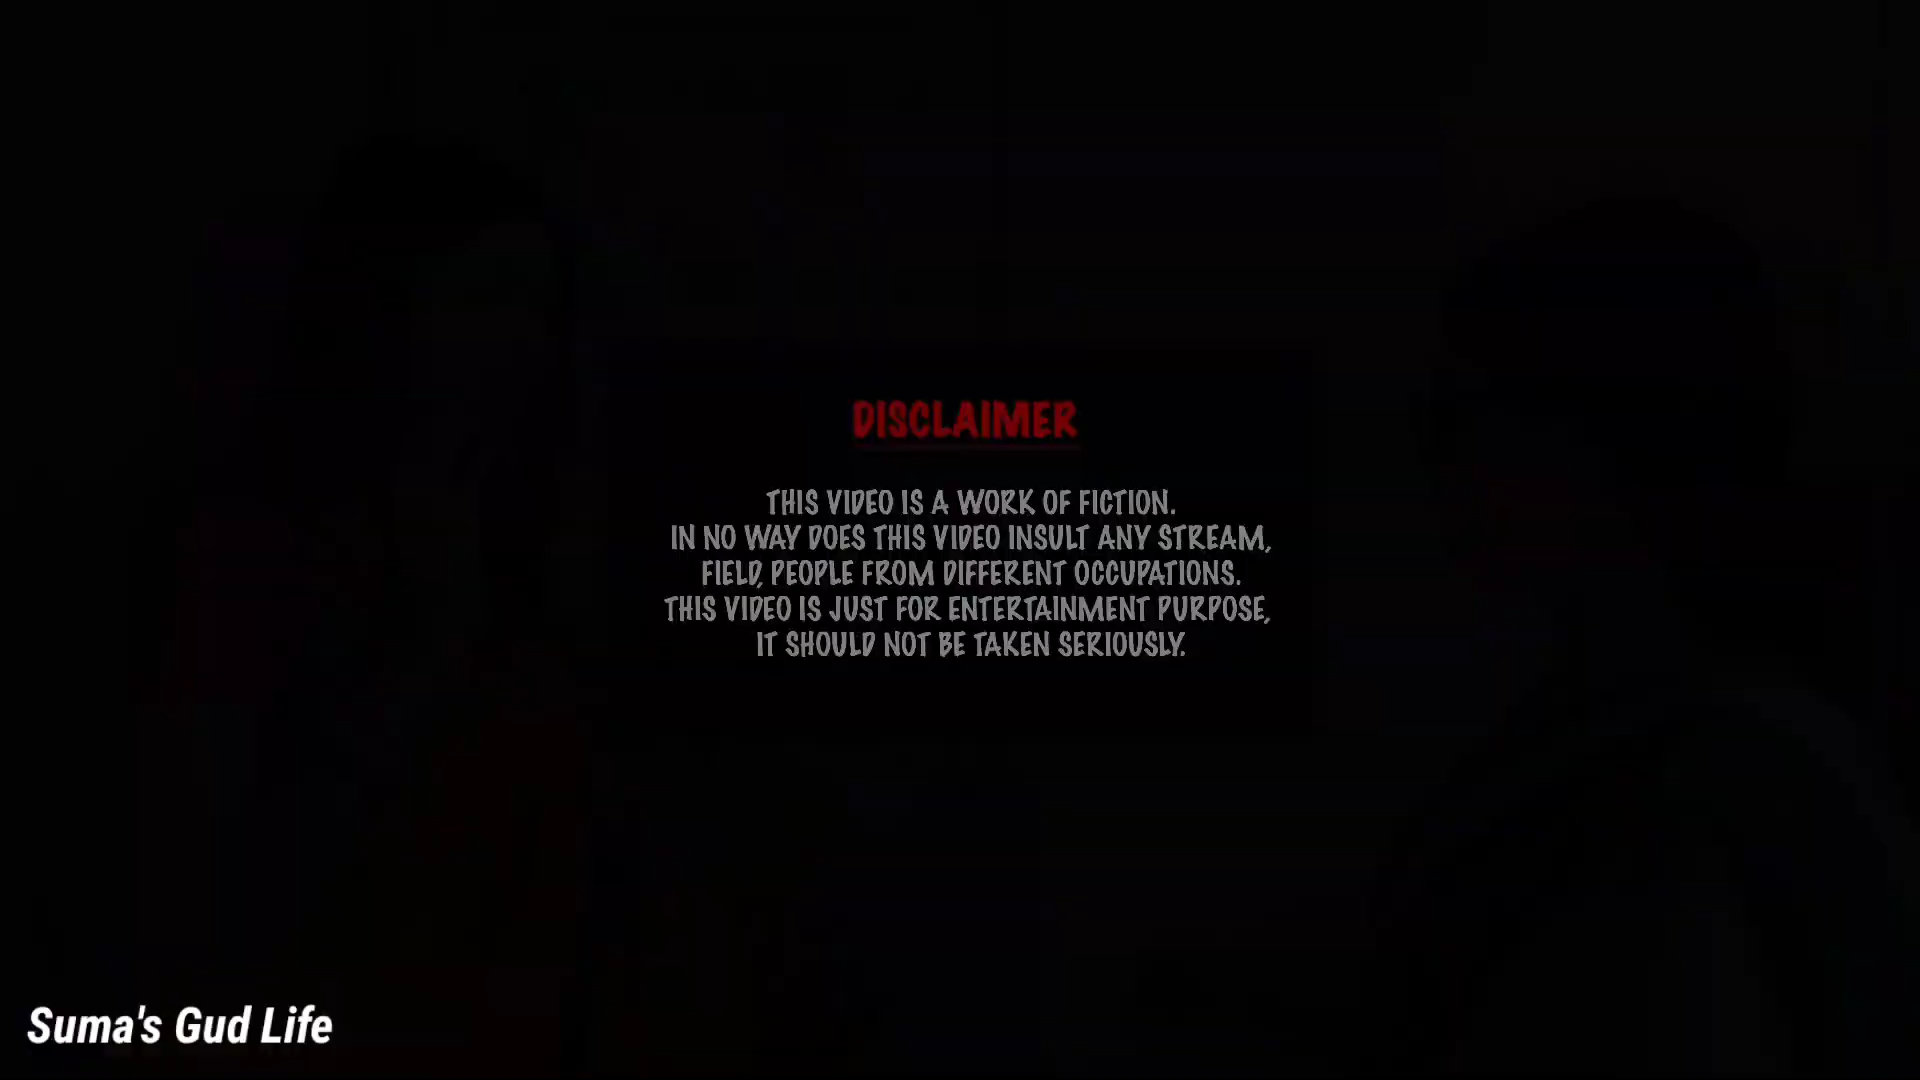 DISCLAIMER
THIS VIDEO IS A WORK OF FICTION.
IN NO WAY DOES THIS VIDEO INSULT ANY STREAM,
FIELD, PEOPLE FROM DIFFERENT OCCUPATIONS.
THIS VIDEO IS JUST FOR ENTERTAINMENT PURPOSE,
IT SHOULD NOT BE TAKEN SERIOUSLY.
Suma's Gud Life